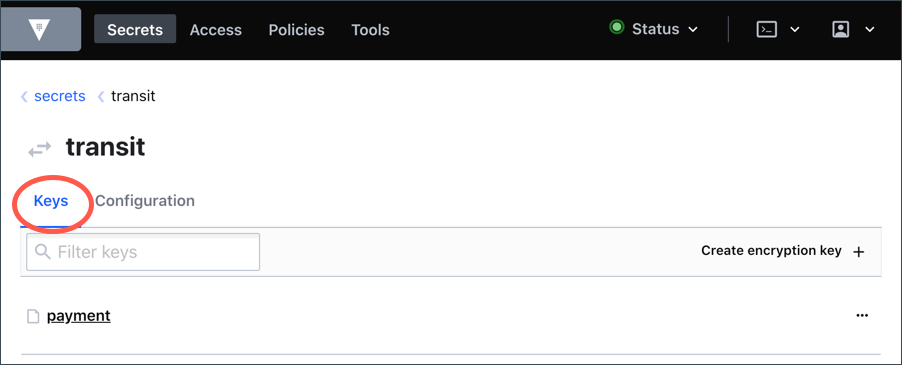 Secrets Access Policies Tools Status
secrets transit
transit
Keys Configuration
Filter keys Create encryption key +
payment ...